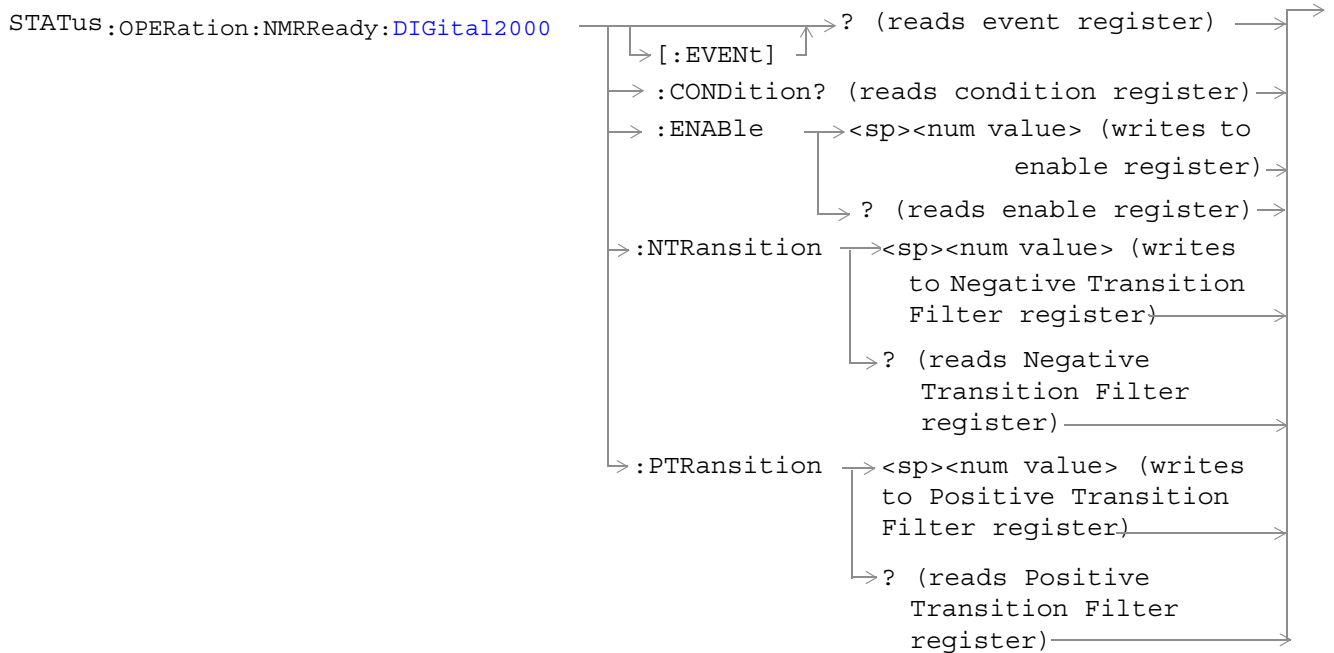 STATus:OPERation:NMRReady:DIGital2000
? (reads event register)
[:EVENt]
:CONDition? (reads condition register)
:ENABle <sp><num value> (writes to
enable register)
? (reads enable register)
:NTRansition <sp><num value> (writes
to Negative Transition
Filter register)
? (reads Negative
Transition Filter
register)
:PTRansition <sp><num value> (writes
to Positive Transition
Filter register)
? (reads Positive
Transition Filter
register)